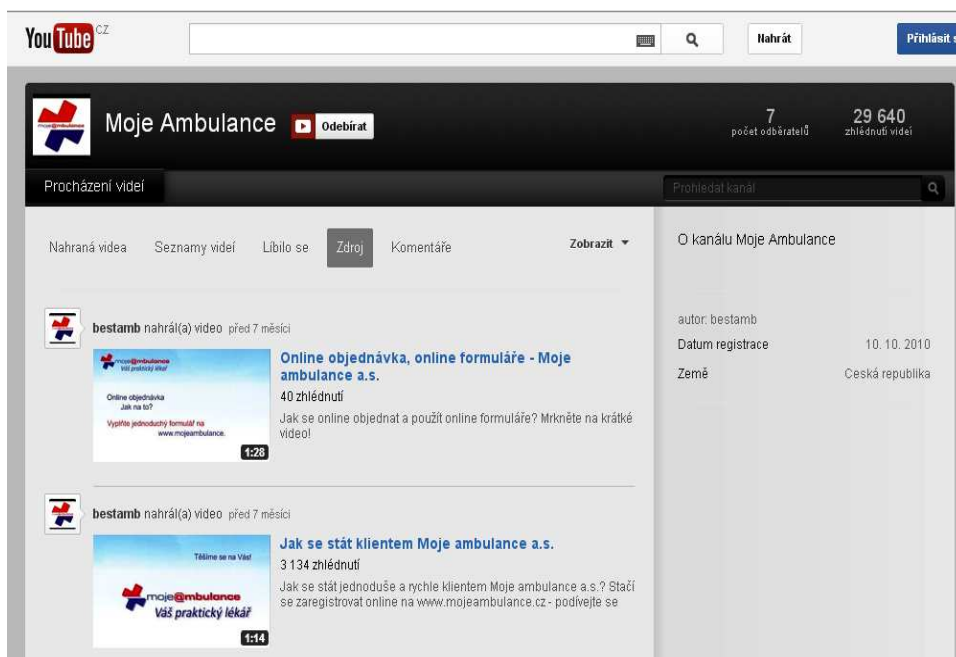 YouTube CZ
Nahrát
Přihlásit s
Moje Ambulance
Odebírat
7
počet odběratelů
29 640
zhlédnutí videí
Procházení videí
Prohledat kanál
Nahraná videa Seznamy videí Líbilo se Zdroj Komentáře Zobrazit
O kanálu Moje Ambulance
autor: bestamb
Datum registrace 10. 10. 2010
Země Česká republika
bestamb nahrál(a) video před 7 měsíci
moje@mbulance
Váš praktický lékař
Online objednávka
Jak na to?
Vyplňte jednoduchý formulář na
www.mojeambulance.
1:28
Online objednávka, online formuláře - Moje
ambulance a.s.
40 zhlédnutí
Jak se online objednat a použít online formuláře? Mrkněte na krátké
video!
bestamb nahrál(a) video před 7 měsíci
Těšíme se na Vás!
moje@mbulance
Váš praktický lékář
1:14
Jak se stát klientem Moje ambulance a.s.
3 134 zhlédnutí
Jak se stát jednoduše a rychle klientem Moje ambulance a.s.? Stačí
se zaregistrovat online na www.mojeambulance.cz - podívejte se